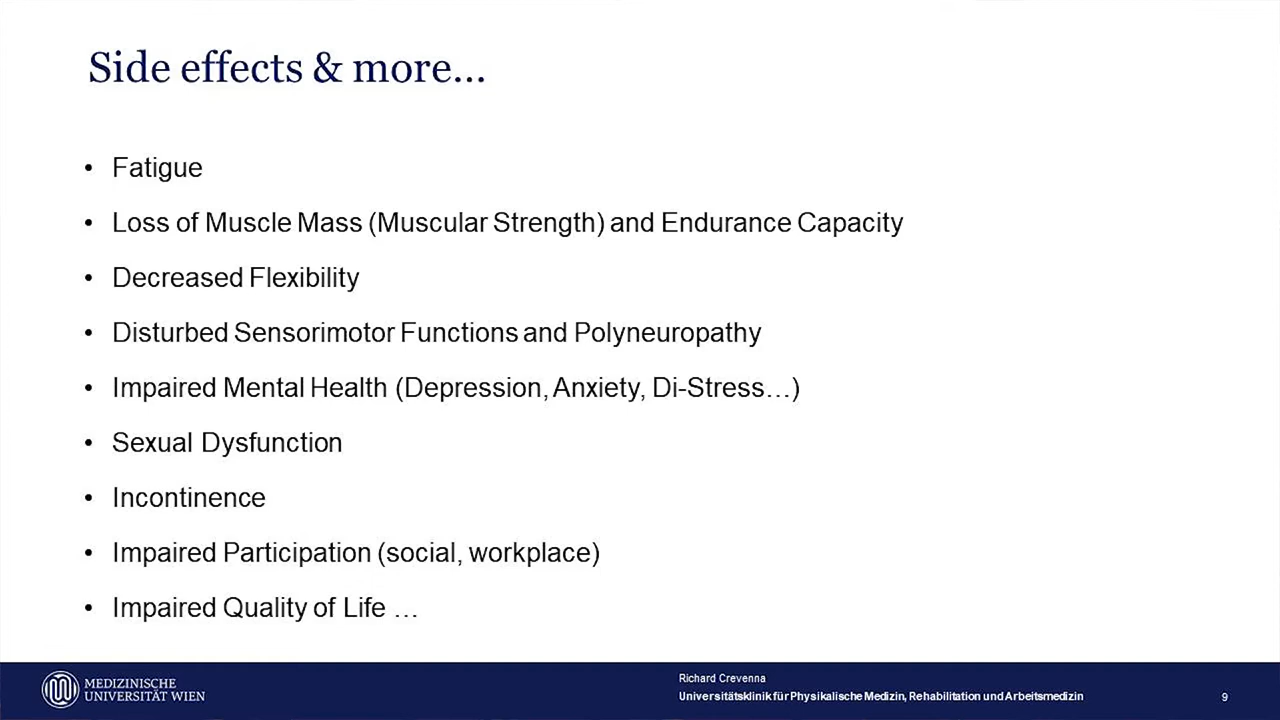 Side effects & more...
• Fatigue
• Loss of Muscle Mass (Muscular Strength) and Endurance Capacity
• Decreased Flexibility
• Disturbed Sensorimotor Functions and Polyneuropathy
• Impaired Mental Health (Depression, Anxiety, Di-Stress…)
• Sexual Dysfunction
• Incontinence
• Impaired Participation (social, workplace)
• Impaired Quality of Life …
MEDIZINISCHE
UNIVERSITÄT WIEN
Richard Crevenna
Universitätsklinik für Physikalische Medizin, Rehabilitation und Arbeitsmedizin
9